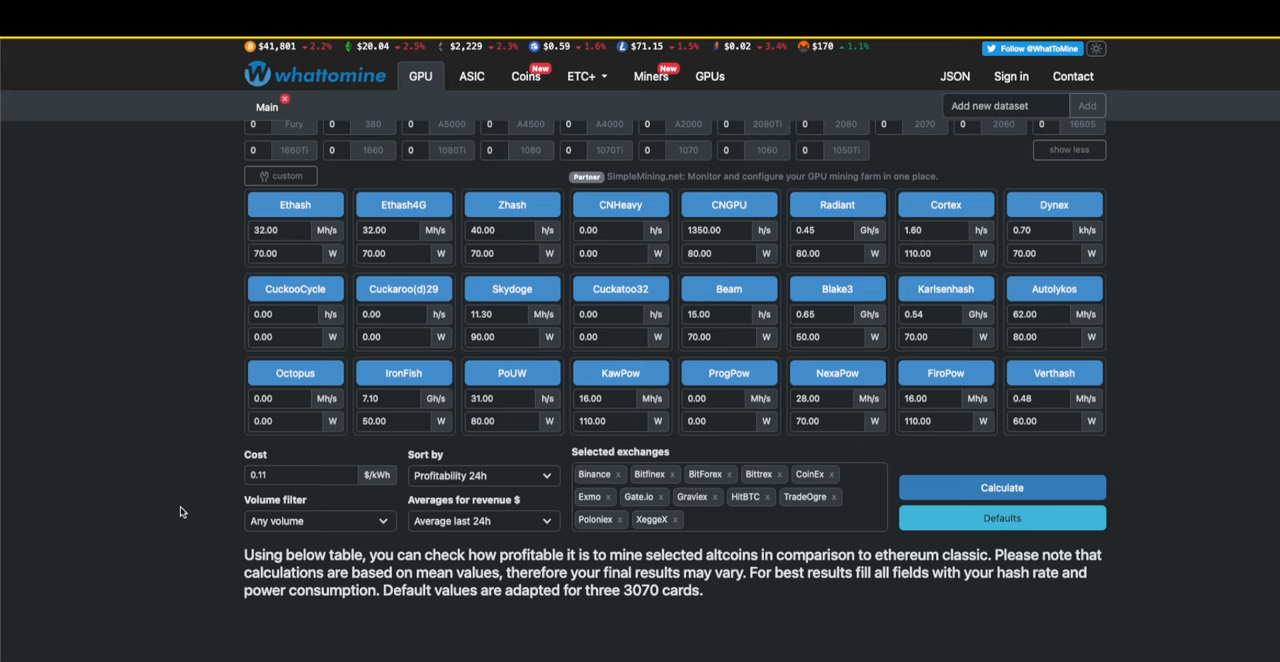 $41,801 2.2% $20.04 2.5% $2,229 2.3% $0.59 1.6% $71.15 1.5% $0.02 3.4% $170 1.1% Follow @WhatToMine
whattomine GPU ASIC Coins New ETC+ Miners New GPUs JSON Sign in Contact
Main x Add new dataset Add
0 Fury 0 380 0 A5000 0 A4500 0 A4000 0 A2000 0 2080Ti 0 2080 0 2070 0 2060 0 1660S
0 1660Ti 0 1660 0 1080Ti 0 1080 0 1070Ti 0 1070 0 1060 0 1050Ti show less
custom Partner SimpleMining.net: Monitor and configure your GPU mining farm in one place.
Ethash Ethash4G Zhash CNHeavy CNGPU Radiant Cortex Dynex
32.00 Mh/s 32.00 Mh/s 40.00 h/s 0.00 h/s 1350.00 h/s 0.45 Gh/s 1.60 h/s 0.70 kh/s
70.00 W 70.00 W 70.00 W 0.00 W 80.00 W 80.00 W 110.00 W 70.00 W
CuckooCycle Cuckaroo(d)29 Skydoge Cuckatoo32 Beam Blake3 Karlsenhash Autolykos
0.00 h/s 0.00 h/s 11.30 Mh/s 0.00 h/s 15.00 h/s 0.65 Gh/s 0.54 Gh/s 62.00 Mh/s
0.00 W 0.00 W 90.00 W 0.00 W 70.00 W 50.00 W 70.00 W 80.00 W
Octopus IronFish PoUW KawPow ProgPow NexaPow FiroPow Verthash
0.00 Mh/s 7.10 Gh/s 31.00 h/s 16.00 Mh/s 0.00 Mh/s 28.00 Mh/s 16.00 Mh/s 0.48 Mh/s
0.00 W 50.00 W 80.00 W 110.00 W 0.00 W 70.00 W 110.00 W 60.00 W
Cost Sort by Selected exchanges
0.11 $/kWh Profitability 24h Binance x Bitfinex x BitForex x Bittrex x CoinEx x Calculate
Volume filter Averages for revenue $ Exmo x Gate.io x Graviex x HitBTC x TradeOgre x
Any volume Average last 24h Poloniex x XeggeX x Defaults
Using below table, you can check how profitable it is to mine selected altcoins in comparison to ethereum classic. Please note that
calculations are based on mean values, therefore your final results may vary. For best results fill all fields with your hash rate and
power consumption. Default values are adapted for three 3070 cards.